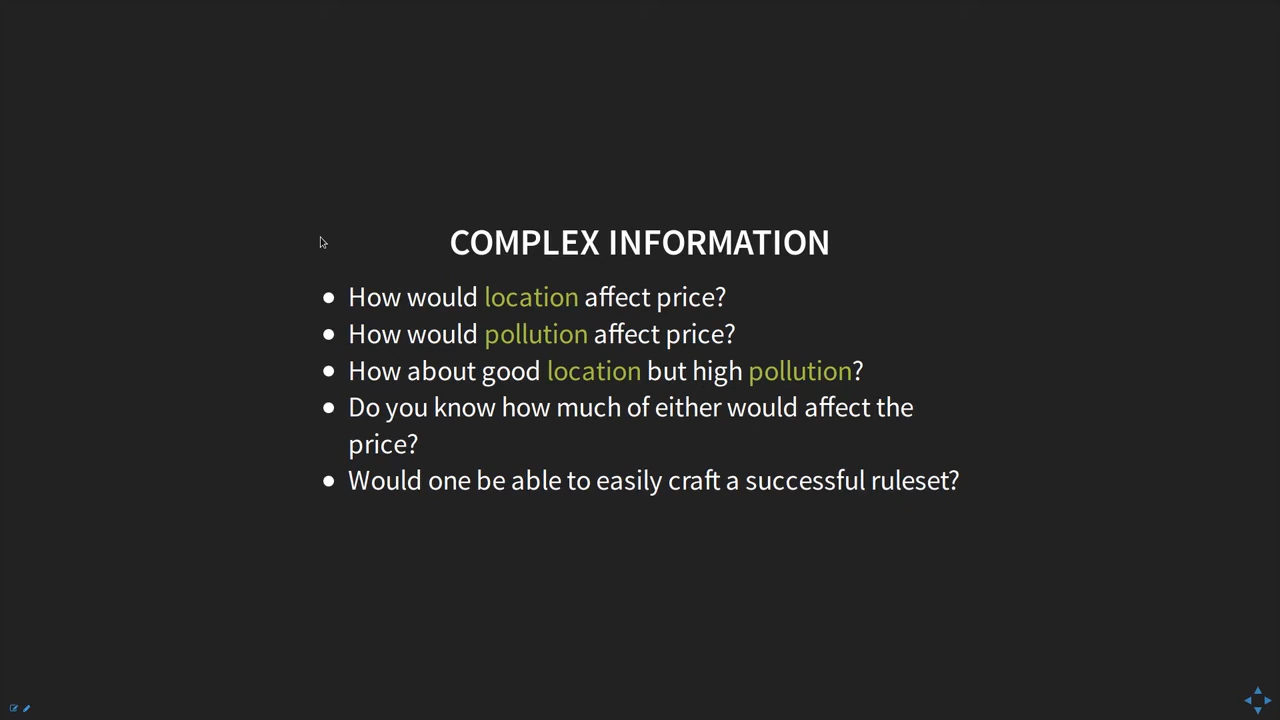 COMPLEX INFORMATION
How would location affect price?
How would pollution affect price?
How about good location but high pollution?
Do you know how much of either would affect the
price?
Would one be able to easily craft a successful ruleset?